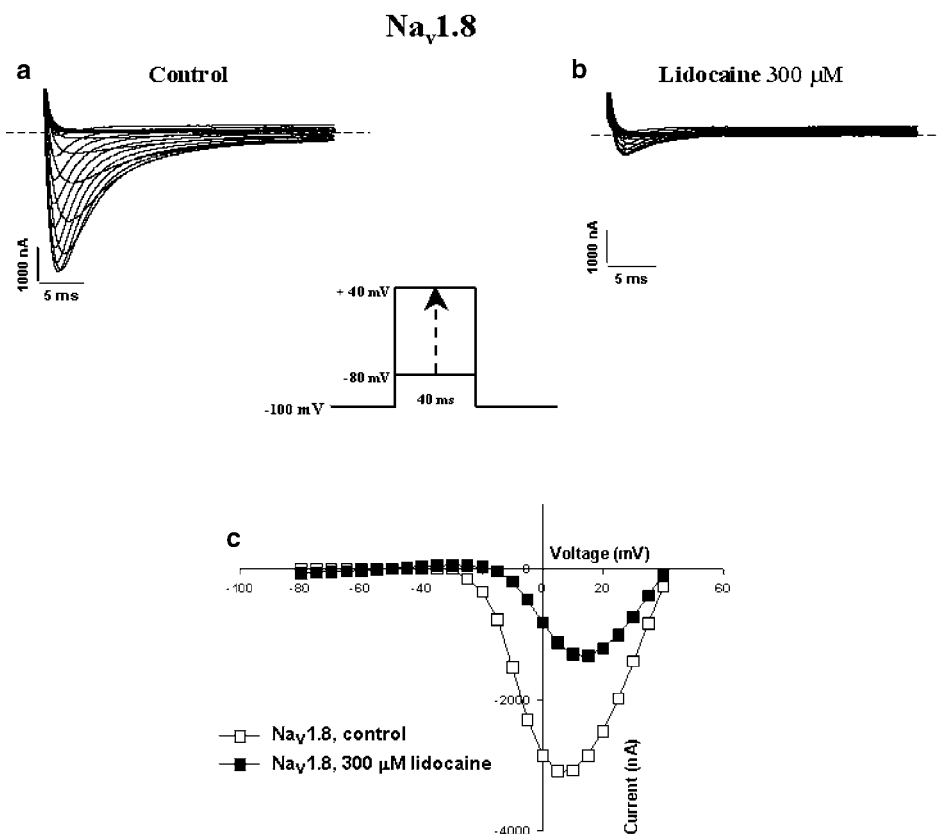 Nav1.8
a
Control
b
Lidocaine 300 μM
1000 nA
5 ms
1000 nA
5 ms
+ 40 mV
-80 mV
40 ms
-100 mV
c
Voltage (mV)
0
-100
-80
-60
-40
-20
0
20
40
60
-2000
-4000
Current (nA)
Nav1.8, control
Nav1.8, 300 μM lidocaine